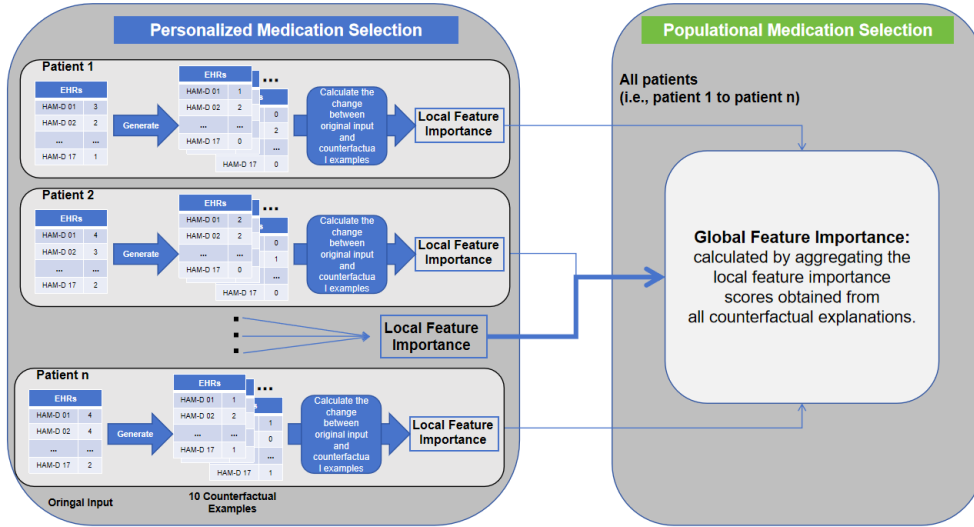 Personalized Medication Selection
Populational Medication Selection
Patient 1
EHRs
HAM-D 01 3
HAM-D 02 2
... ...
HAM-D 17 1
Generate
EHRs
HAM-D 01 1
HAM-D 02 2
... ...
HAM-D 17 0
...
s
0
2
...
HAM-D 17 0
Calculate the
change
between
original input
and
counterfactua
l examples
Local Feature
Importance
Patient 2
EHRs
HAM-D 01 4
HAM-D 02 3
... ...
HAM-D 17 2
Generate
EHRs
HAM-D 01 2
HAM-D 02 2
... ...
HAM-D 17 0
...
s
0
1
...
HAM-D 17 0
Calculate the
change
between
original input
and
counterfactua
l examples
Local Feature
Importance
Local Feature
Importance
Patient n
EHRs
HAM-D 01 4
HAM-D 02 4
... ...
HAM-D 17 2
Generate
EHRs
HAM-D 01 1
HAM-D 02 2
... ...
HAM-D 17 1
...
s
1
0
...
HAM-D 17 1
Calculate the
change
between
original input
and
counterfactua
l examples
Local Feature
Importance
Oringal Input
10 Counterfactual
Examples
All patients
(i.e., patient 1 to patient n)
Global Feature Importance:
calculated by aggregating the
local feature importance
scores obtained from
all counterfactual explanations.